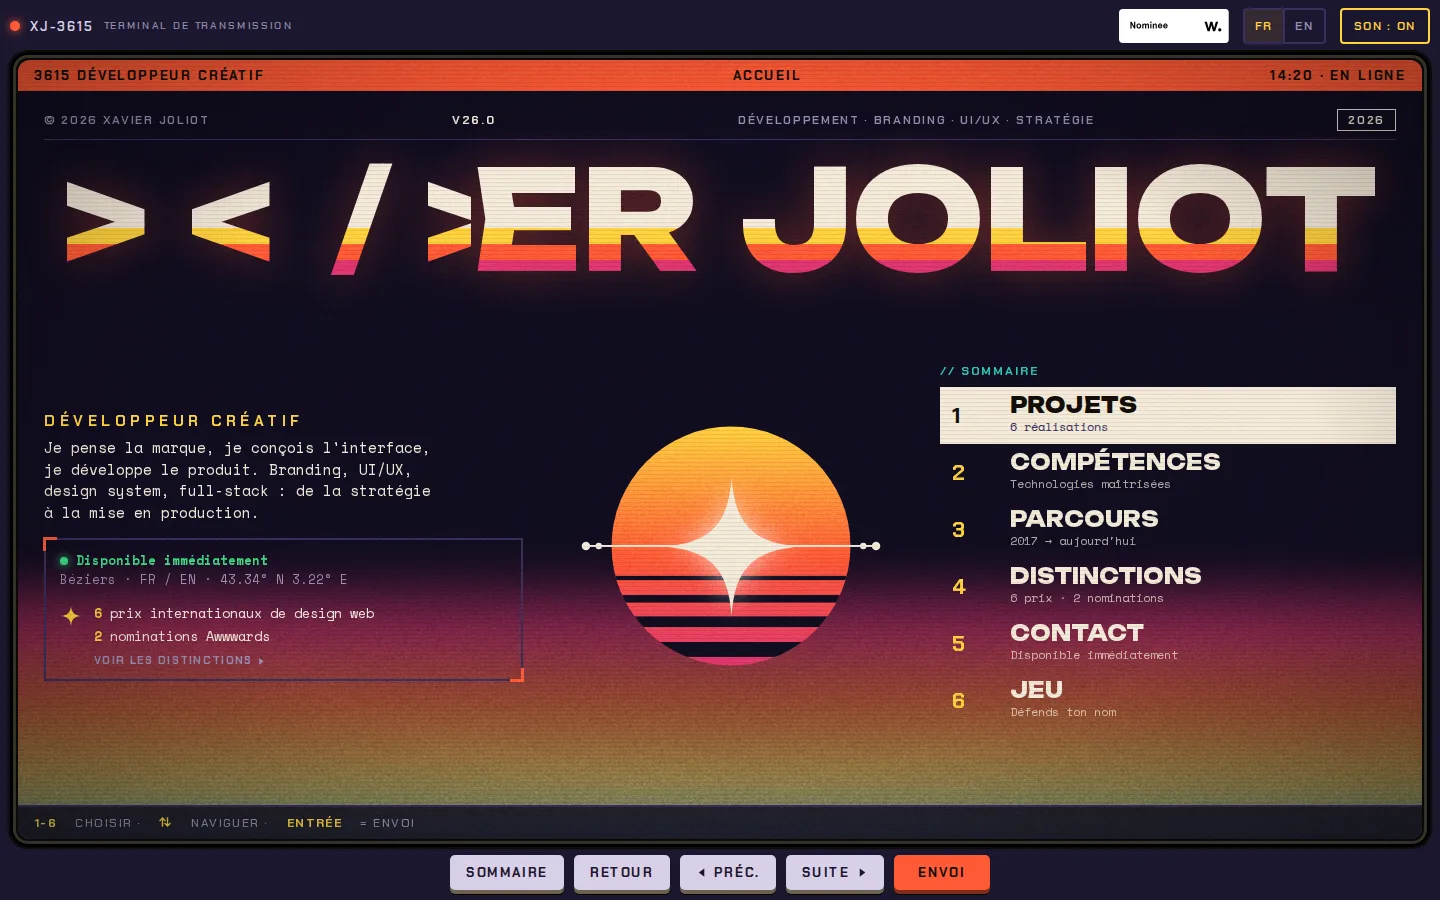 XJ-3615 TERMINAL DE TRANSMISSION
Nominee W.
FR EN
SON : ON
3615 DÉVELOPPEUR CRÉATIF
ACCUEIL
14:20 · EN LIGNE
© 2026 XAVIER JOLIOT
V26.0
DÉVELOPPEMENT · BRANDING · UI/UX · STRATÉGIE
2026
> < / >ER JOLIOT
DÉVELOPPEUR CRÉATIF
Je pense la marque, je conçois l'interface,
je développe le produit. Branding, UI/UX,
design system, full-stack : de la stratégie
à la mise en production.
Disponible immédiatement
Béziers · FR / EN · 43.34° N 3.22° E
6 prix internationaux de design web
2 nominations Awwwards
VOIR LES DISTINCTIONS ▸
// SOMMAIRE
1 PROJETS
6 réalisations
2 COMPÉTENCES
Technologies maîtrisées
3 PARCOURS
2017 → aujourd'hui
4 DISTINCTIONS
6 prix · 2 nominations
5 CONTACT
Disponible immédiatement
6 JEU
Défends ton nom
1-6 CHOISIR · ⇅ NAVIGUER · ENTRÉE = ENVOI
SOMMAIRE
RETOUR
◂ PRÉC.
SUITE ▸
ENVOI